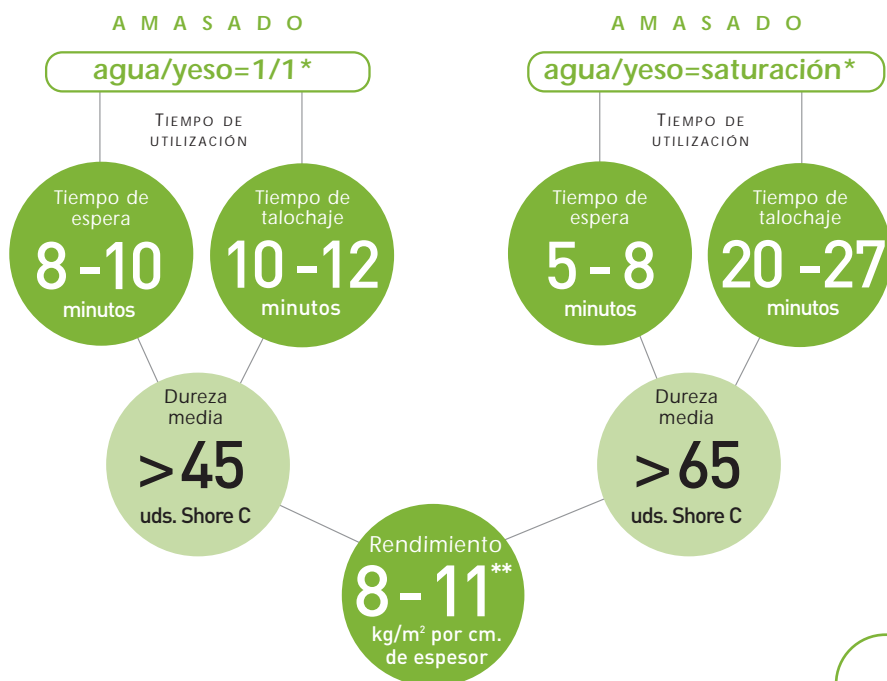 AMASADO
agua/yeso=1/1*
TIEMPO DE
UTILIZACIÓN
Tiempo de
espera
8-10
minutos
Tiempo de
talochaje
10-12
minutos
Dureza
media
>45
uds. Shore C
AMASADO
agua/yeso=saturación*
TIEMPO DE
UTILIZACIÓN
Tiempo de
espera
5-8
minutos
Tiempo de
talochaje
20-27
minutos
Dureza
media
>65
uds. Shore C
Rendimiento
8-11**
kg/m² por cm.
de espesor